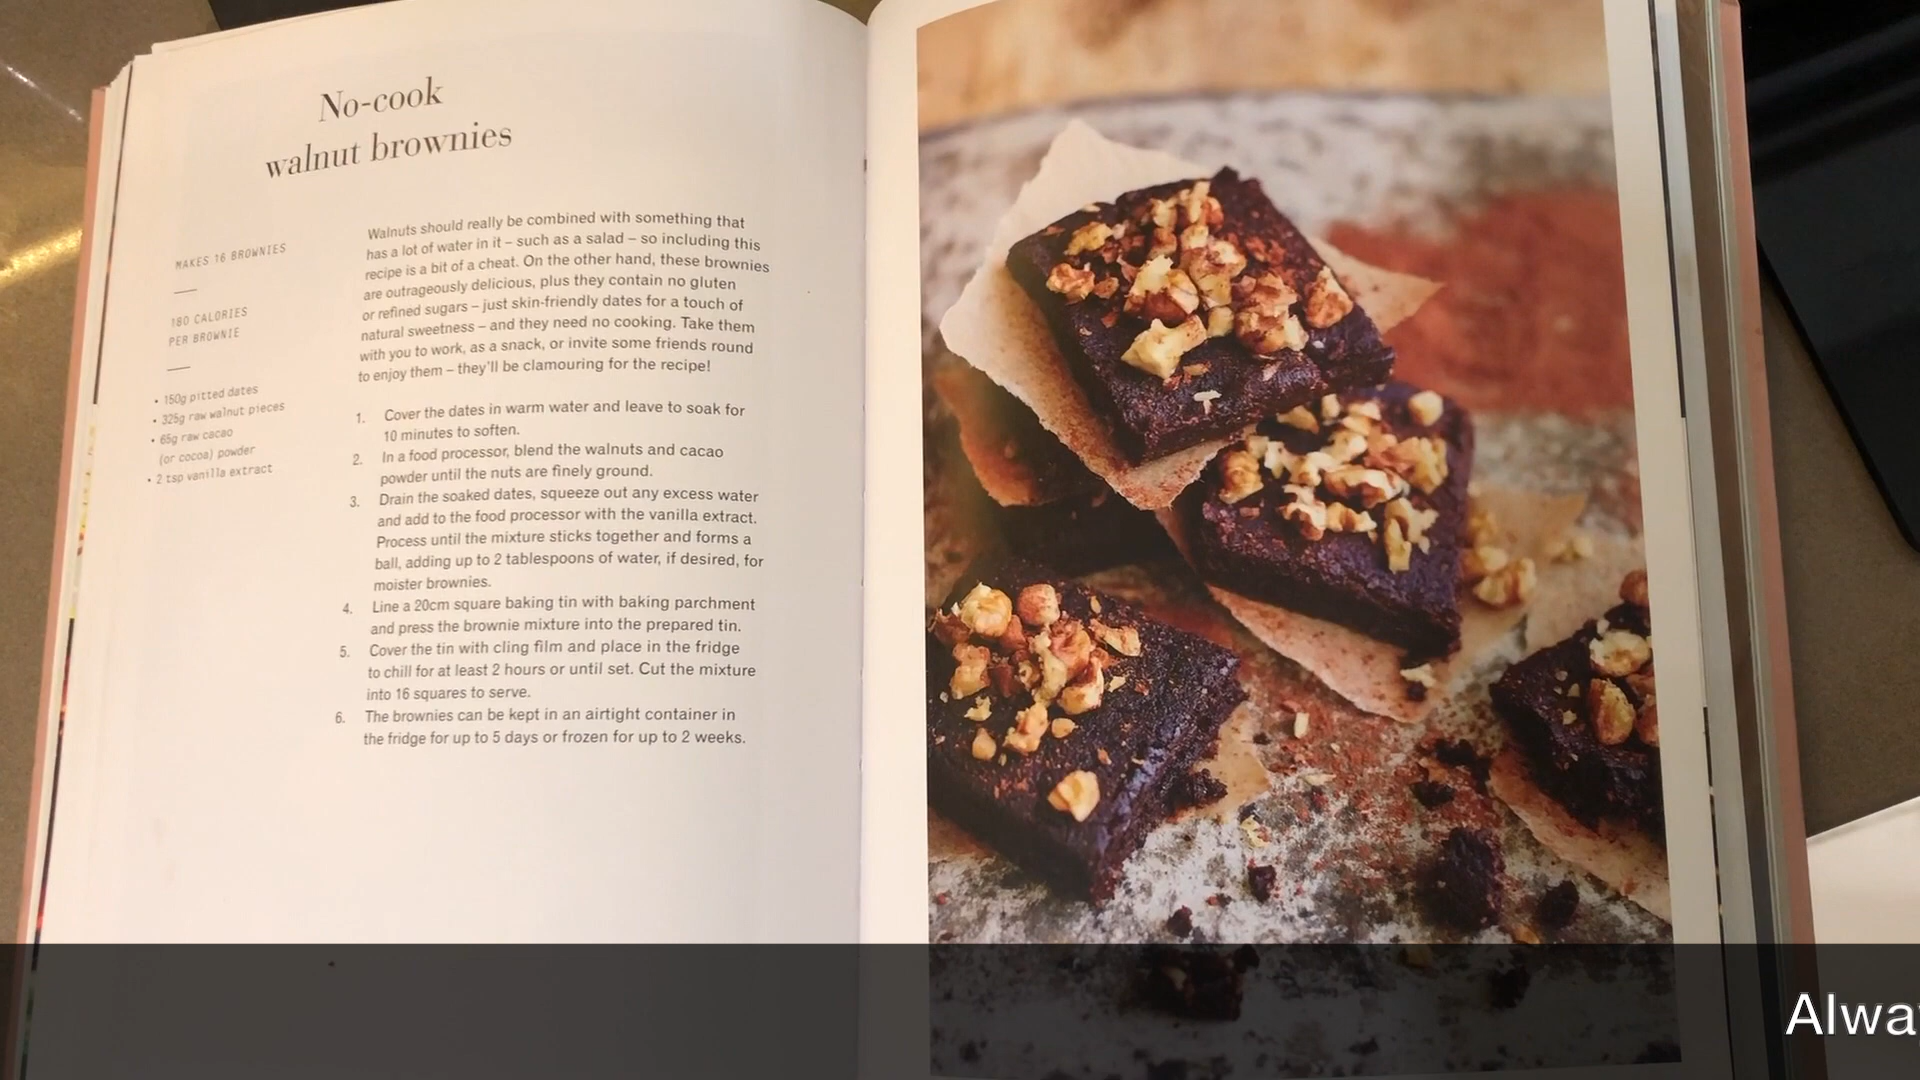 No-cook
walnut brownies
MAKES 16 BROWNIES
180 CALORIES
PER BROWNIE
• 150g pitted dates
• 325g raw walnut pieces
• 65g raw cacao
(or cocoa) powder
• 2 tsp vanilla extract
Walnuts should really be combined with something that
has a lot of water in it – such as a salad – so including this
recipe is a bit of a cheat. On the other hand, these brownies
are outrageously delicious, plus they contain no gluten
or refined sugars – just skin-friendly dates for a touch of
natural sweetness – and they need no cooking. Take them
with you to work, as a snack, or invite some friends round
to enjoy them – they'll be clamouring for the recipe!
1. Cover the dates in warm water and leave to soak for
10 minutes to soften.
2. In a food processor, blend the walnuts and cacao
powder until the nuts are finely ground.
3. Drain the soaked dates, squeeze out any excess water
and add to the food processor with the vanilla extract.
Process until the mixture sticks together and forms a
ball, adding up to 2 tablespoons of water, if desired, for
moister brownies.
4. Line a 20cm square baking tin with baking parchment
and press the brownie mixture into the prepared tin.
5. Cover the tin with cling film and place in the fridge
to chill for at least 2 hours or until set. Cut the mixture
into 16 squares to serve.
6. The brownies can be kept in an airtight container in
the fridge for up to 5 days or frozen for up to 2 weeks.